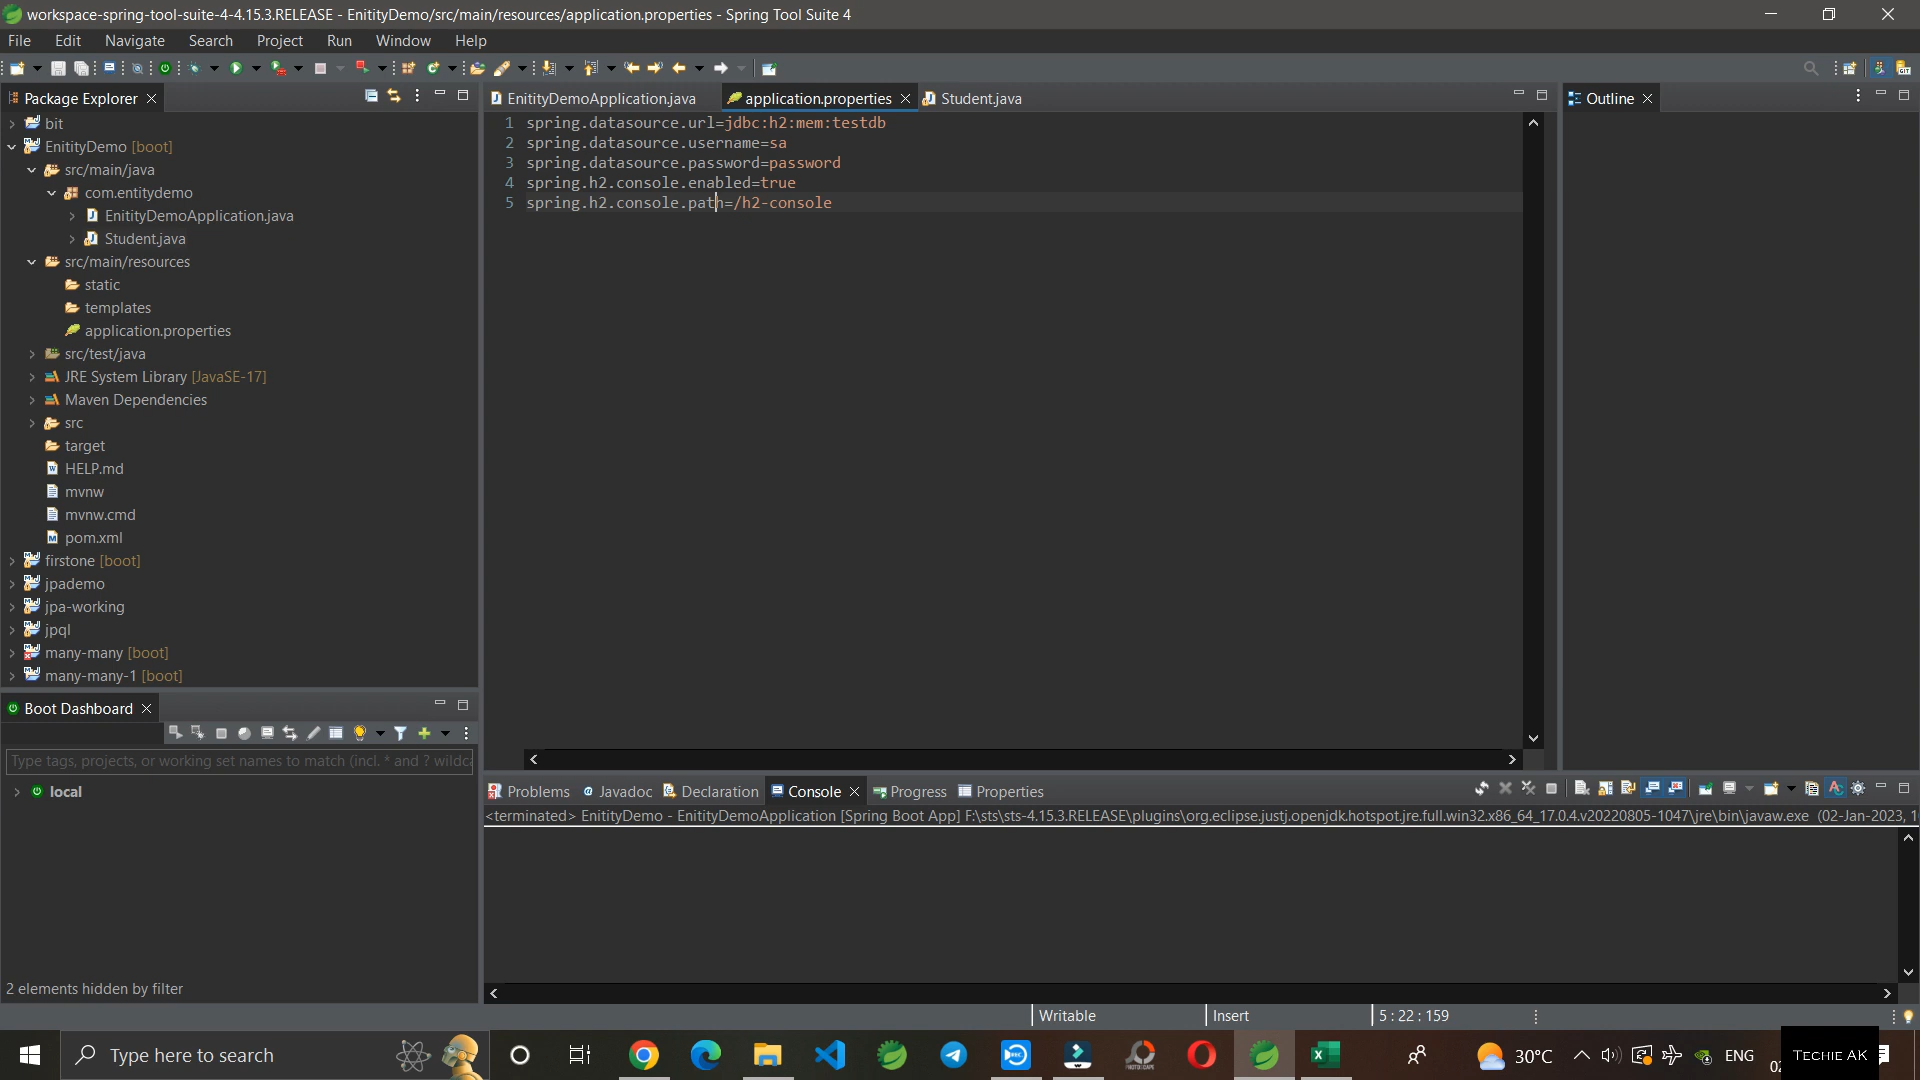 workspace-spring-tool-suite-4-4.15.3.RELEASE - EnitityDemo/src/main/resources/application.properties - Spring Tool Suite 4
File Edit Navigate Search Project Run Window Help
Package Explorer
bit
EnitityDemo [boot]
src/main/java
com.entitydemo
EnitityDemoApplication.java
Student.java
src/main/resources
static
templates
application.properties
src/test/java
JRE System Library [JavaSE-17]
Maven Dependencies
src
target
HELP.md
mvnw
mvnw.cmd
pom.xml
firstone [boot]
jpademo
jpa-working
jpql
many-many [boot]
many-many-1 [boot]
EnitityDemoApplication.java application.properties Student.java
1 spring.datasource.url=jdbc:h2:mem:testdb
2 spring.datasource.username=sa
3 spring.datasource.password=password
4 spring.h2.console.enabled=true
5 spring.h2.console.path=/h2-console
Outline
Boot Dashboard
Type tags, projects, or working set names to match (incl. * and ? wildca
local
2 elements hidden by filter
Problems Javadoc Declaration Console Progress Properties
<terminated> EnitityDemo - EnitityDemoApplication [Spring Boot App] F:\sts\sts-4.15.3.RELEASE\plugins\org.eclipse.justj.openjdk.hotspot.jre.full.win32.x86_64_17.0.4.v20220805-1047\jre\bin\javaw.exe (02-Jan-2023, 1
Writable Insert 5 : 22 : 159
Type here to search
30°C ENG
TECHIE AK